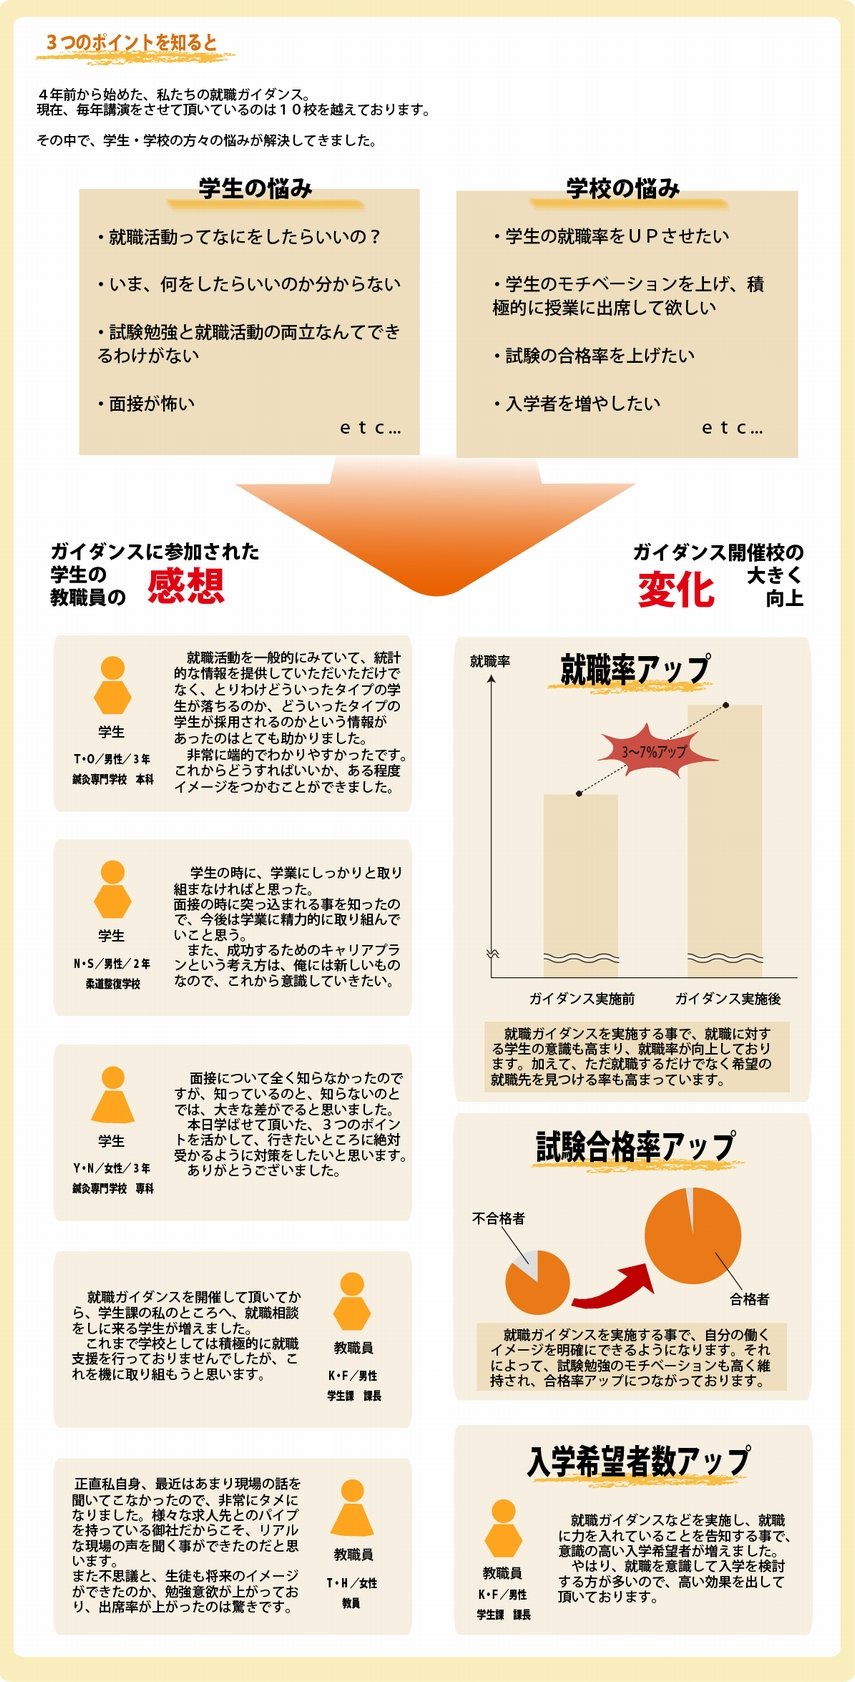 ３つのポイントを知ると
４年前から始めた、私たちの就職ガイダンス。
現在、毎年講演をさせて頂いているのは１０校を越えております。
その中で、学生・学校の方々の悩みが解決してきました。
学生の悩み
・就職活動ってなにをしたらいいの？
・いま、何をしたらいいのか分からない
・試験勉強と就職活動の両立なんてでき
るわけがない
・面接が怖い
ｅｔｃ…
学校の悩み
・学生の就職率をＵＰさせたい
・学生のモチベーションを上げ、積
極的に授業に出席して欲しい
・試験の合格率を上げたい
・入学者を増やしたい
ｅｔｃ…
ガイダンスに参加された
学生の
教職員の
感想
ガイダンス開催校の
変化
大きく
向上
就職活動を一般的にみていて、統計
的な情報を提供していただいただけで
なく、とりわけどういったタイプの学
生が落ちるのか、どういったタイプの
学生が採用されるのかという情報が
あったのはとても助かりました。
非常に端的でわかりやすかったです。
これからどうすればいいか、ある程度
イメージをつかむことができました。
学生
T・O／男性／３年
鍼灸専門学校　本科
学生の時に、学業にしっかりと取り
組まなければと思った。
面接の時に突っ込まれる事を知ったの
で、今後は学業に精力的に取り組んで
いこと思う。
また、成功するためのキャリアプラ
ンという考え方は、俺には新しいもの
なので、これから意識していきたい。
学生
N・S／男性／２年
柔道整復学校
面接について全く知らなかったので
すが、知っているのと、知らないのと
では、大きな差がでると思いました。
本日学ばせて頂いた、３つのポイン
トを活かして、行きたいところに絶対
受かるように対策をしたいと思います。
ありがとうございました。
学生
Y・N／女性／３年
鍼灸専門学校　専科
就職ガイダンスを開催して頂いてか
ら、学生課の私のところへ、就職相談
をしに来る学生が増えました。
これまで学校としては積極的に就職
支援を行っておりませんでしたが、こ
れを機に取り組もうと思います。
教職員
K・F／男性
学生課　課長
正直私自身、最近はあまり現場の話を
聞いてこなかったので、非常にタメに
なりました。様々な求人先とのパイプ
を持っている御社だからこそ、リアル
な現場の声を聞く事ができたのだと思
います。
また不思議と、生徒も将来のイメージ
ができたのか、勉強意欲が上がってお
り、出席率が上がったのは驚きです。
教職員
T・H／女性
教員
就職率
就職率アップ
3〜7%アップ
ガイダンス実施前
ガイダンス実施後
就職ガイダンスを実施する事で、就職に対す
る学生の意識も高まり、就職率が向上しており
ます。加えて、ただ就職するだけでなく希望の
就職先を見つける率も高まっています。
試験合格率アップ
不合格者
合格者
就職ガイダンスを実施する事で、自分の働く
イメージを明確にできるようになります。それ
によって、試験勉強のモチベーションも高く維
持され、合格率アップにつながっております。
入学希望者数アップ
就職ガイダンスなどを実施し、就職
に力を入れていることを告知する事で、
意識の高い入学希望者が増えました。
やはり、就職を意識して入学を検討
する方が多いので、高い効果を出して
頂いております。
教職員
K・F／男性
学生課　課長